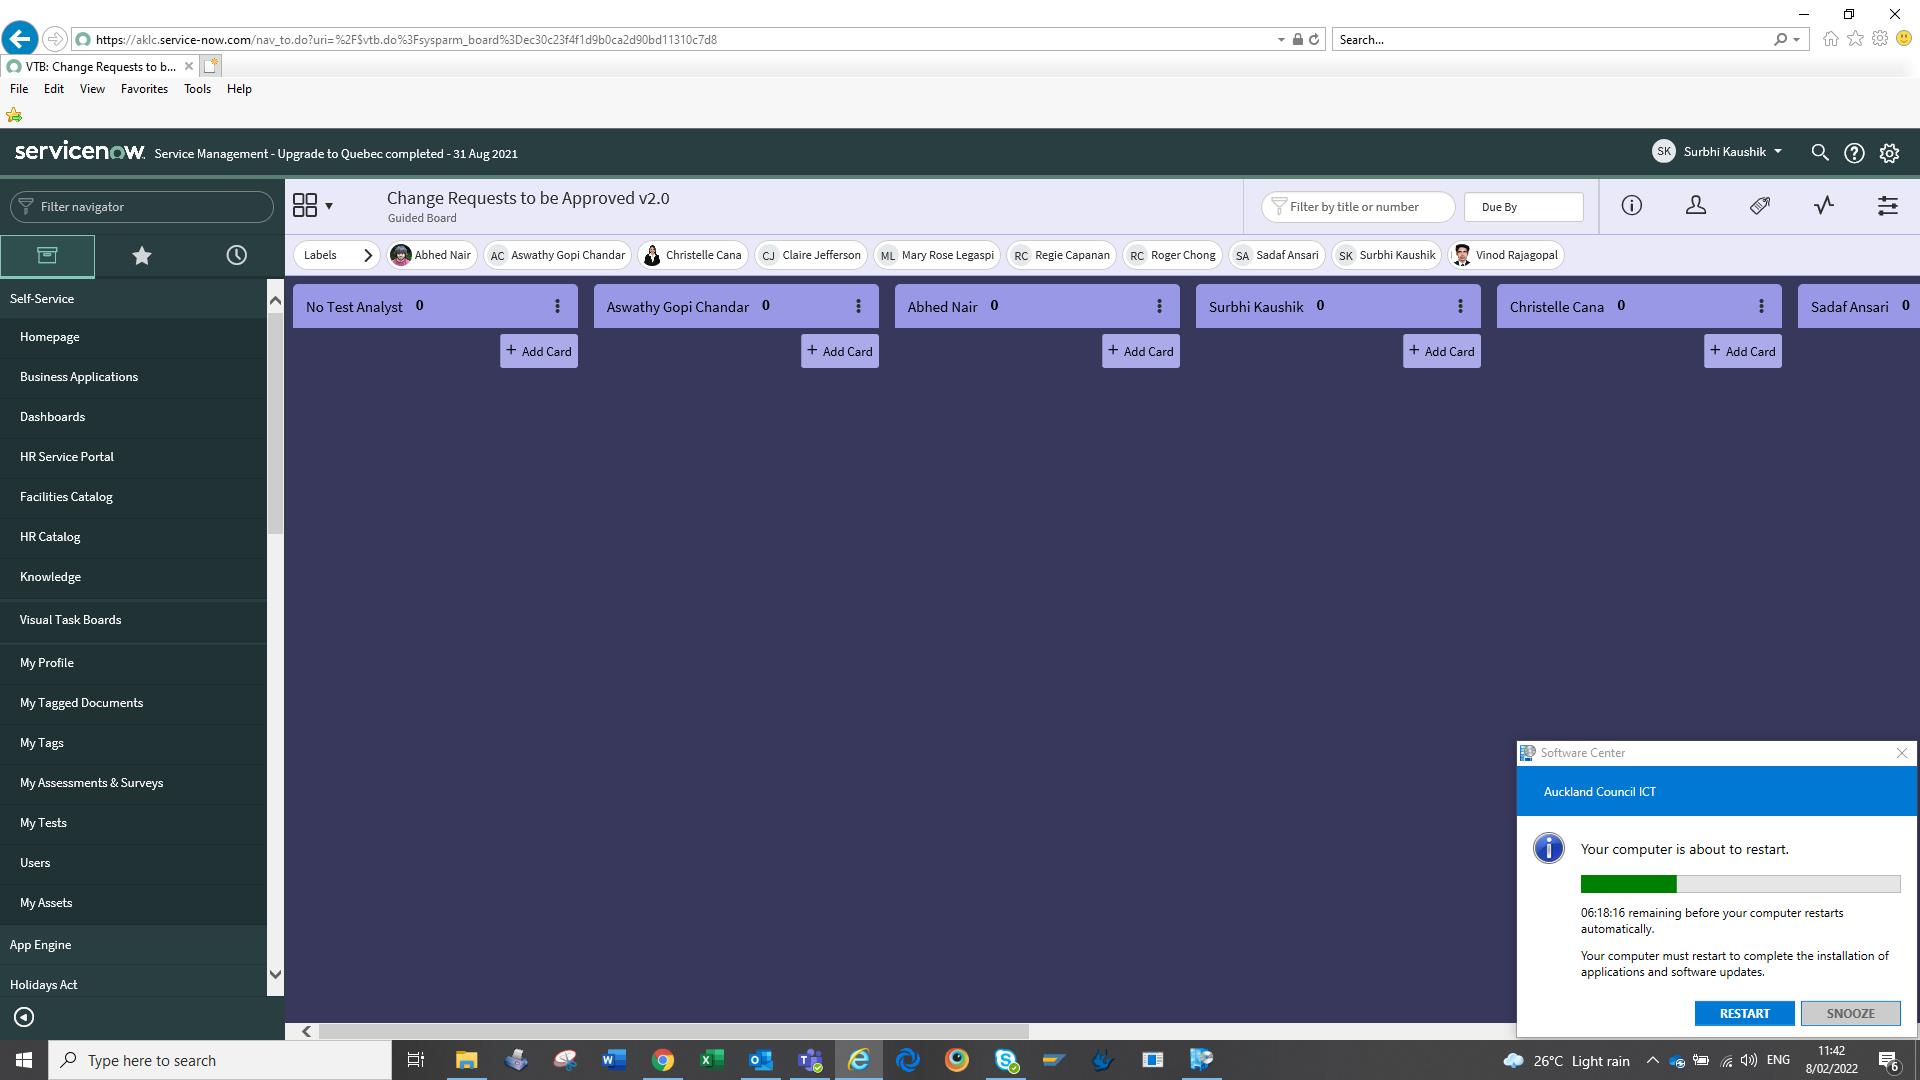 https://aklc.service-now.com/nav_to.do?uri=%2F$vtb.do%3Fsysparm_board%3Dec30c23f4f1d9b0ca2d90bd11310c7d8
Search...
VTB: Change Requests to b...
File Edit View Favorites Tools Help
servicenow Service Management - Upgrade to Quebec completed - 31 Aug 2021
SK Surbhi Kaushik
Filter navigator
Change Requests to be Approved v2.0
Guided Board
Filter by title or number
Due By
Labels
Abhed Nair
AC Aswathy Gopi Chandar
Christelle Cana
CJ Claire Jefferson
ML Mary Rose Legaspi
RC Regie Capanan
RC Roger Chong
SA Sadaf Ansari
SK Surbhi Kaushik
Vinod Rajagopal
Self-Service
Homepage
Business Applications
Dashboards
HR Service Portal
Facilities Catalog
HR Catalog
Knowledge
Visual Task Boards
My Profile
My Tagged Documents
My Tags
My Assessments & Surveys
My Tests
Users
My Assets
App Engine
Holidays Act
No Test Analyst 0
+ Add Card
Aswathy Gopi Chandar 0
+ Add Card
Abhed Nair 0
+ Add Card
Surbhi Kaushik 0
+ Add Card
Christelle Cana 0
+ Add Card
Sadaf Ansari 0
Software Center
Auckland Council ICT
Your computer is about to restart.
06:18:16 remaining before your computer restarts
automatically.
Your computer must restart to complete the installation of
applications and software updates.
RESTART
SNOOZE
Type here to search
26°C Light rain
ENG
11:42
8/02/2022
6